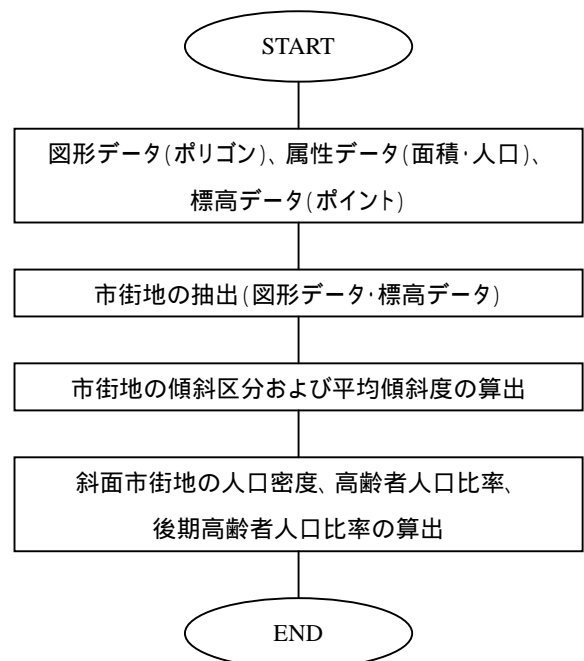 START
図形データ(ポリゴン)、属性データ(面積・人口)、
標高データ(ポイント)
市街地の抽出(図形データ・標高データ)
市街地の傾斜区分および平均傾斜度の算出
斜面市街地の人口密度、高齢者人口比率、
後期高齢者人口比率の算出
END